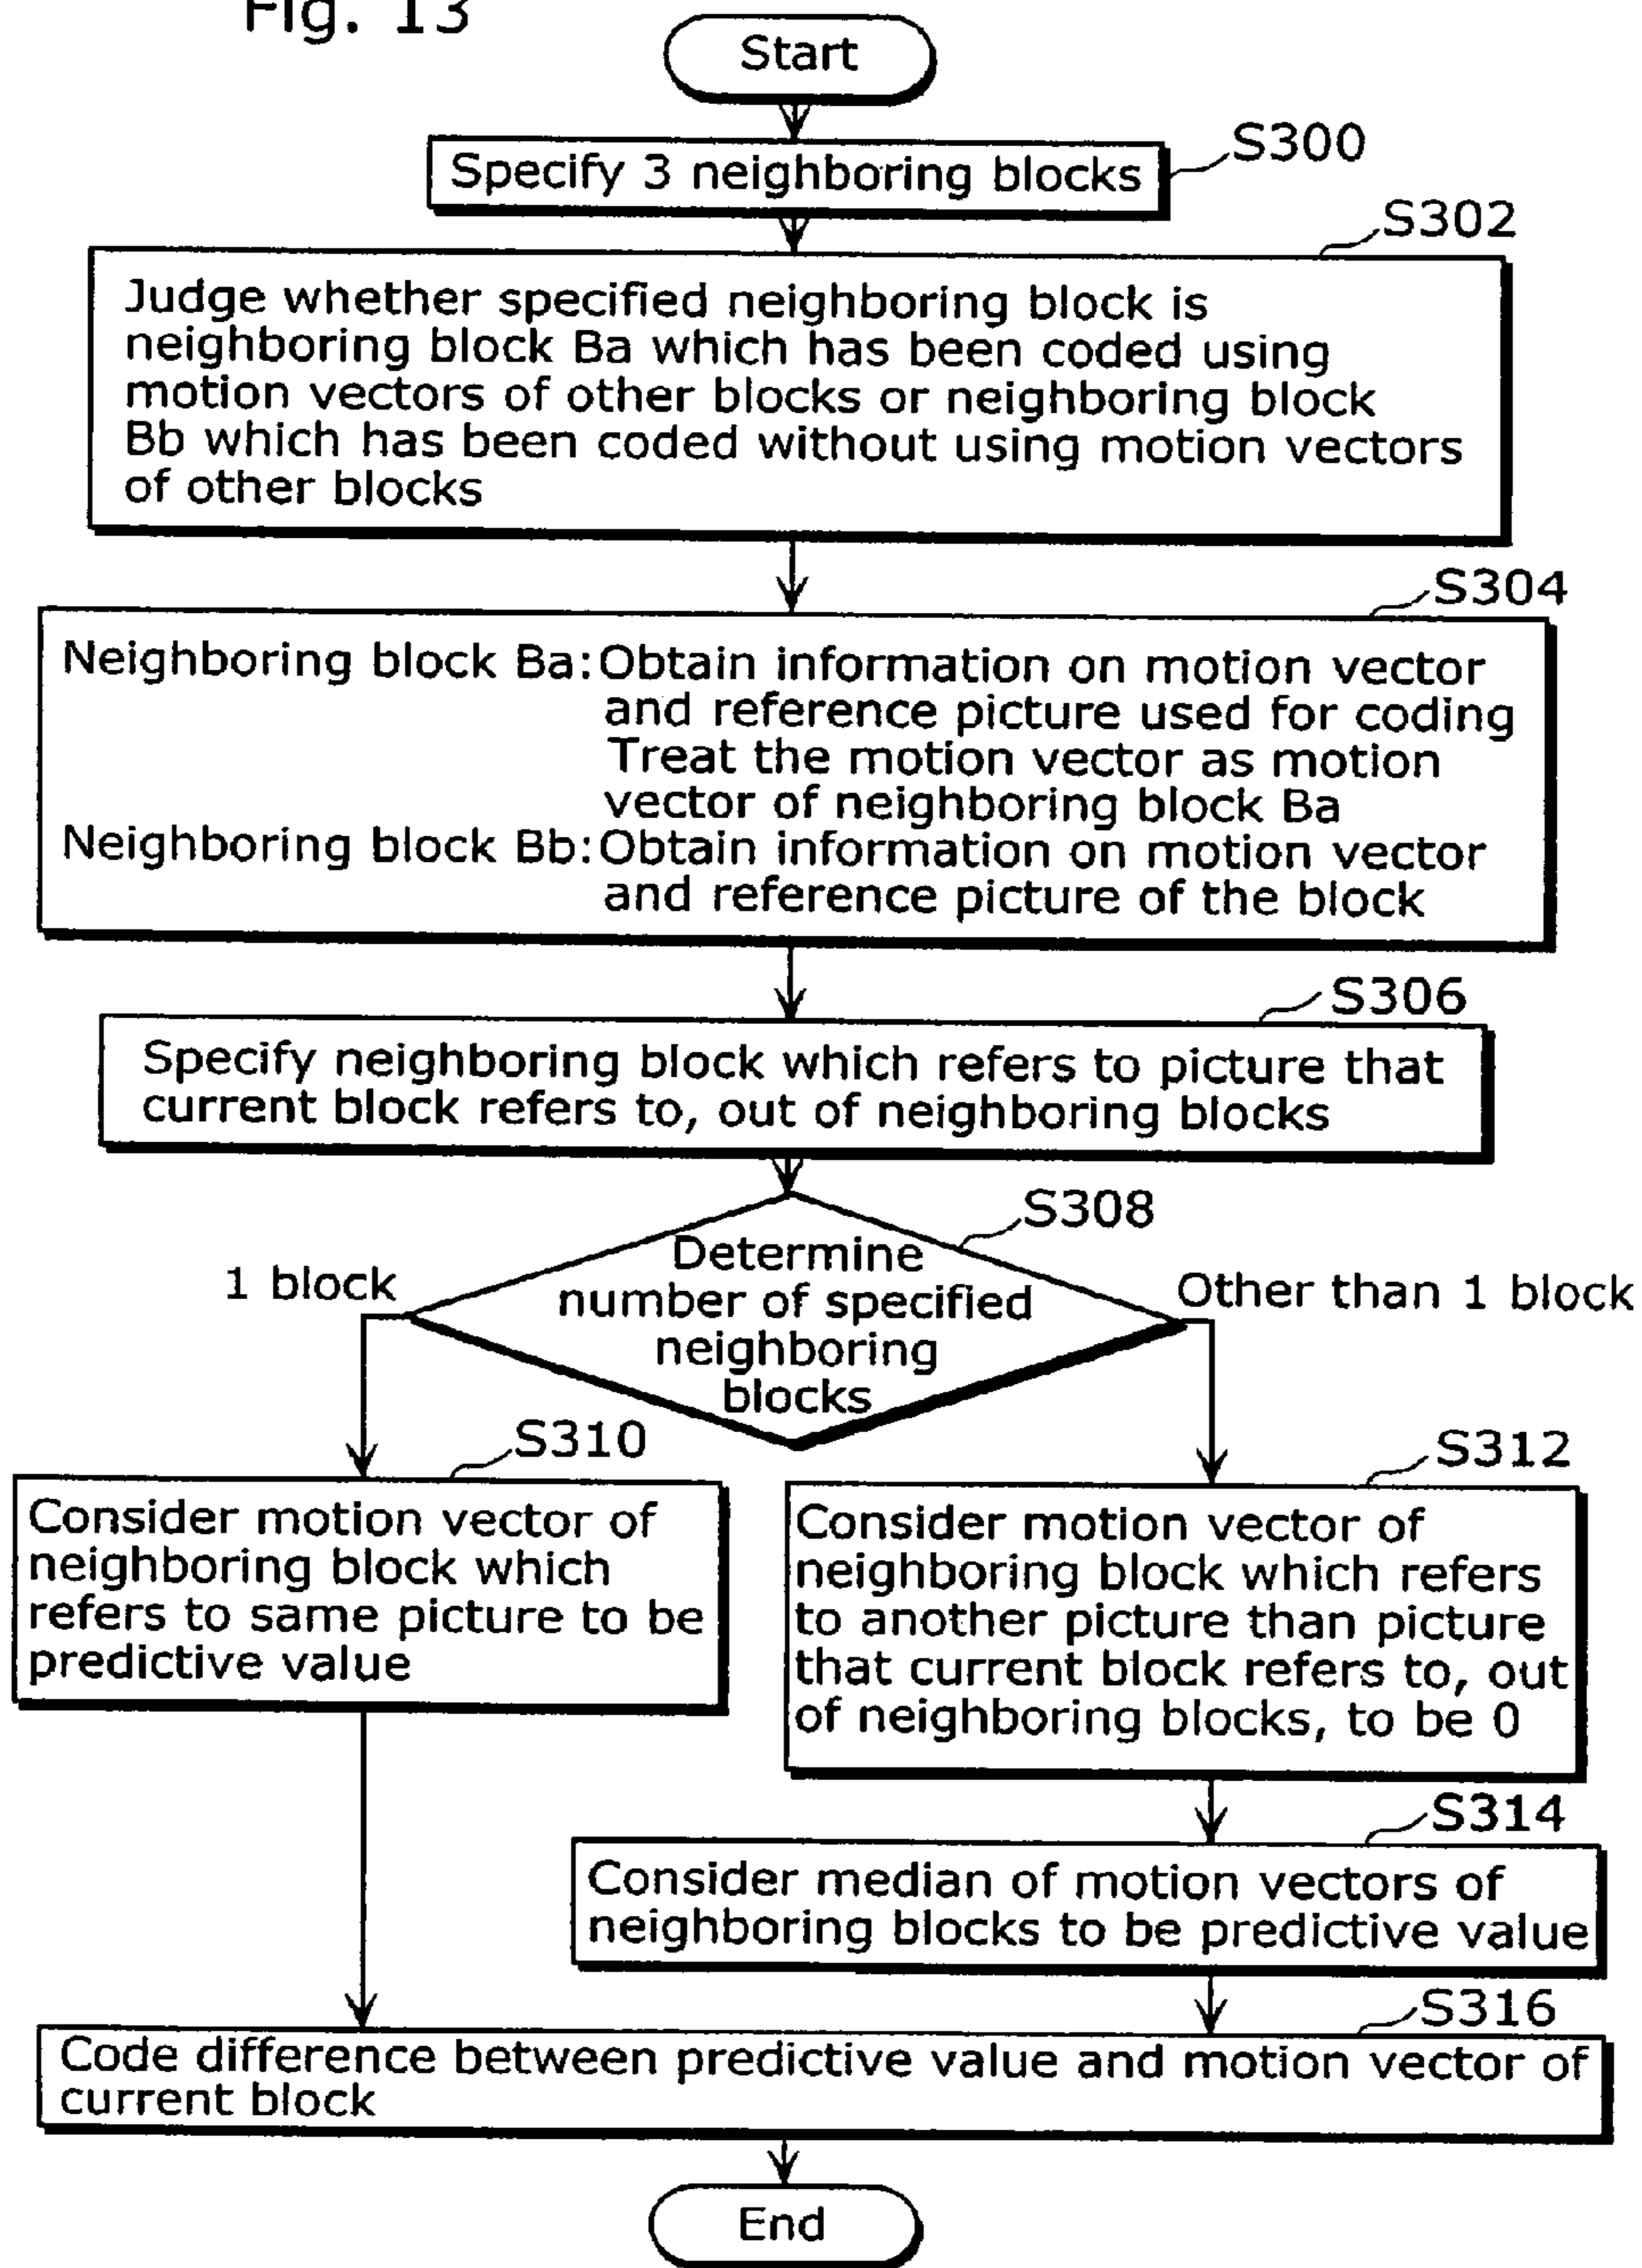 Fig. 13
Start
S300
Specify 3 neighboring blocks
S302
Judge whether specified neighboring block is
neighboring block Ba which has been coded using
motion vectors of other blocks or neighboring block
Bb which has been coded without using motion vectors
of other blocks
S304
Neighboring block Ba: Obtain information on motion vector
and reference picture used for coding
Treat the motion vector as motion
vector of neighboring block Ba
Neighboring block Bb: Obtain information on motion vector
and reference picture of the block
S306
Specify neighboring block which refers to picture that
current block refers to, out of neighboring blocks
S308
Determine
number of specified
neighboring
blocks
1 block
Other than 1 block
S310
Consider motion vector of
neighboring block which
refers to same picture to be
predictive value
S312
Consider motion vector of
neighboring block which refers
to another picture than picture
that current block refers to, out
of neighboring blocks, to be 0
S314
Consider median of motion vectors of
neighboring blocks to be predictive value
S316
Code difference between predictive value and motion vector of
current block
End